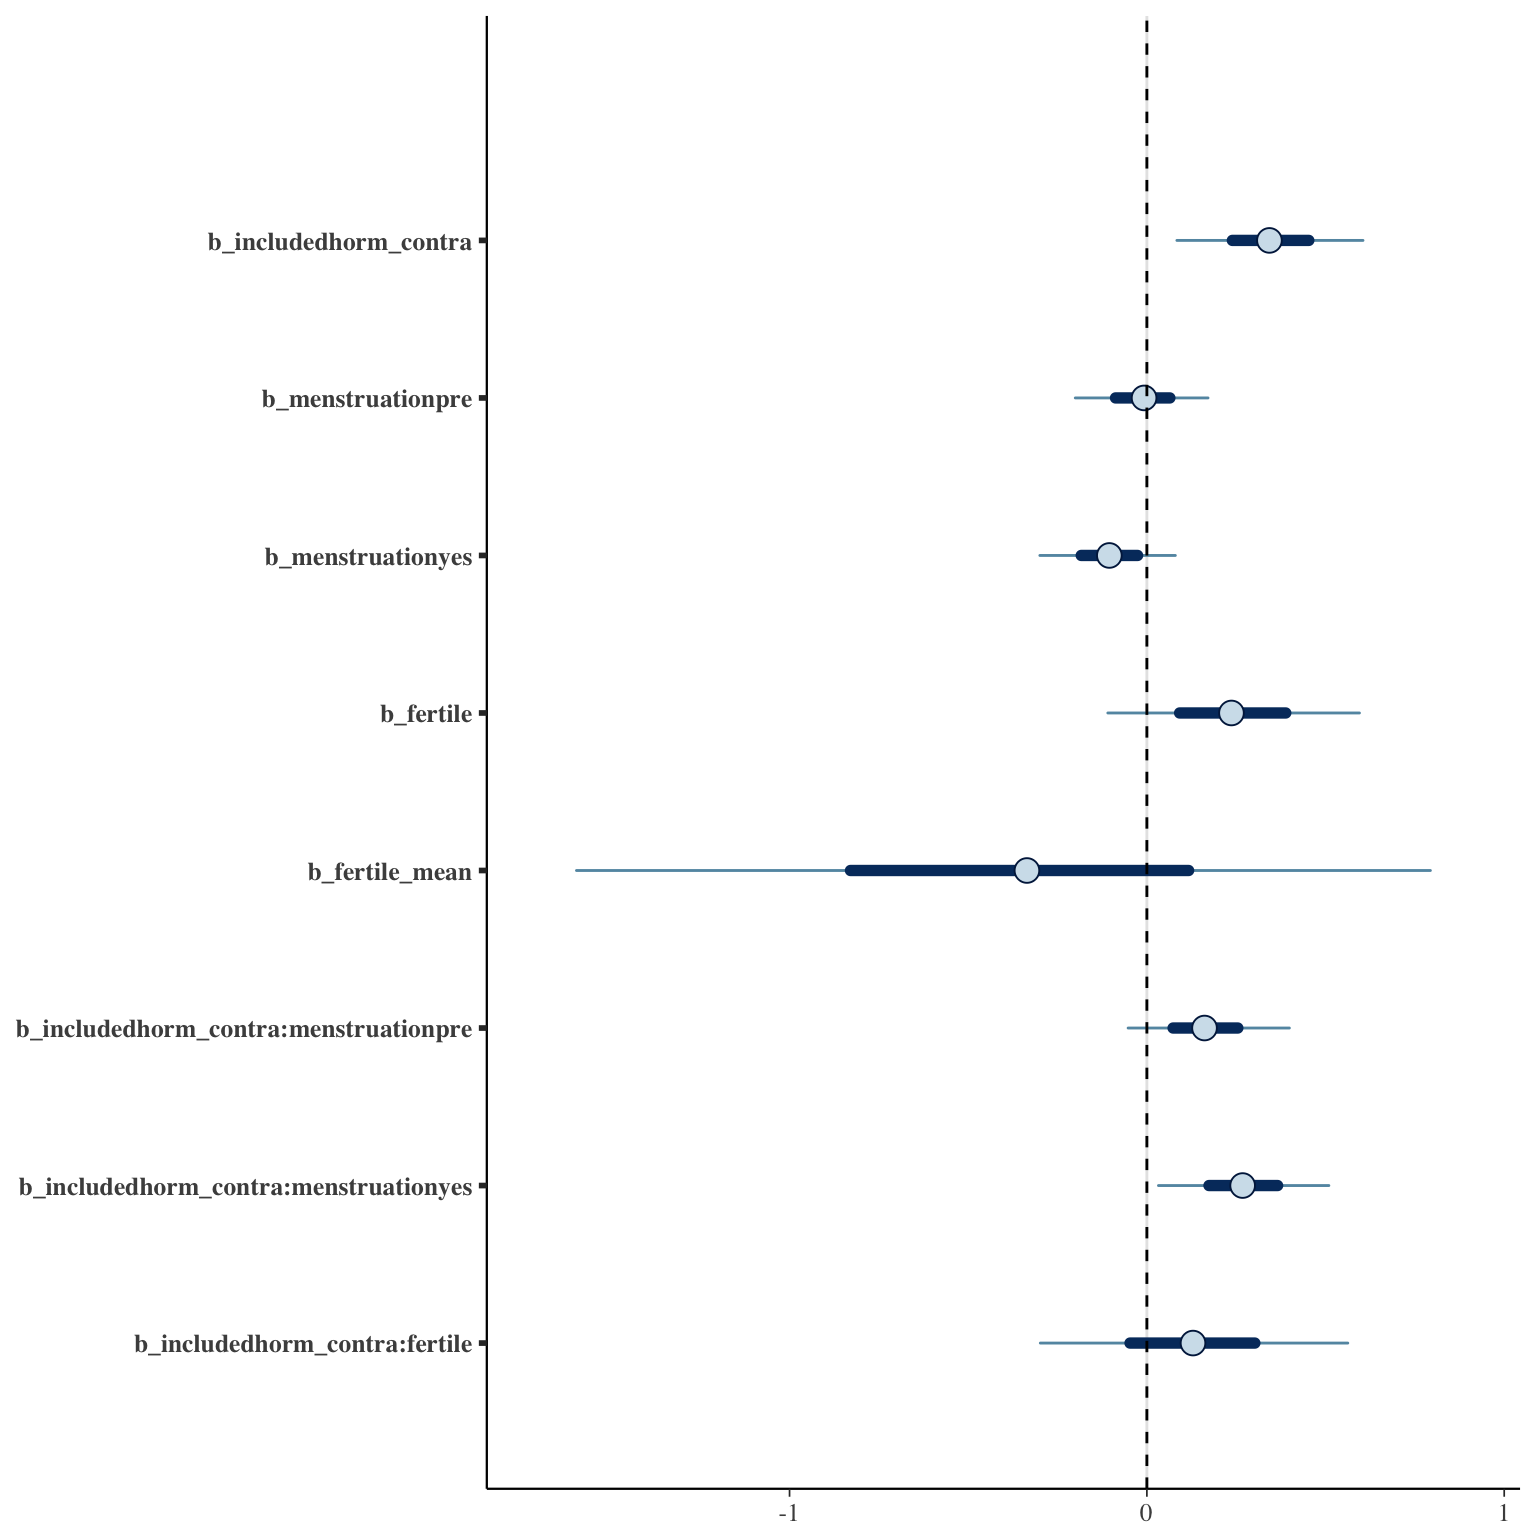 b_includedhorm_contra
b_menstruationpre
b_menstruationyes
b_fertile
b_fertile_mean
b_includedhorm_contra:menstruationpre
b_includedhorm_contra:menstruationyes
b_includedhorm_contra:fertile
-1 0 1